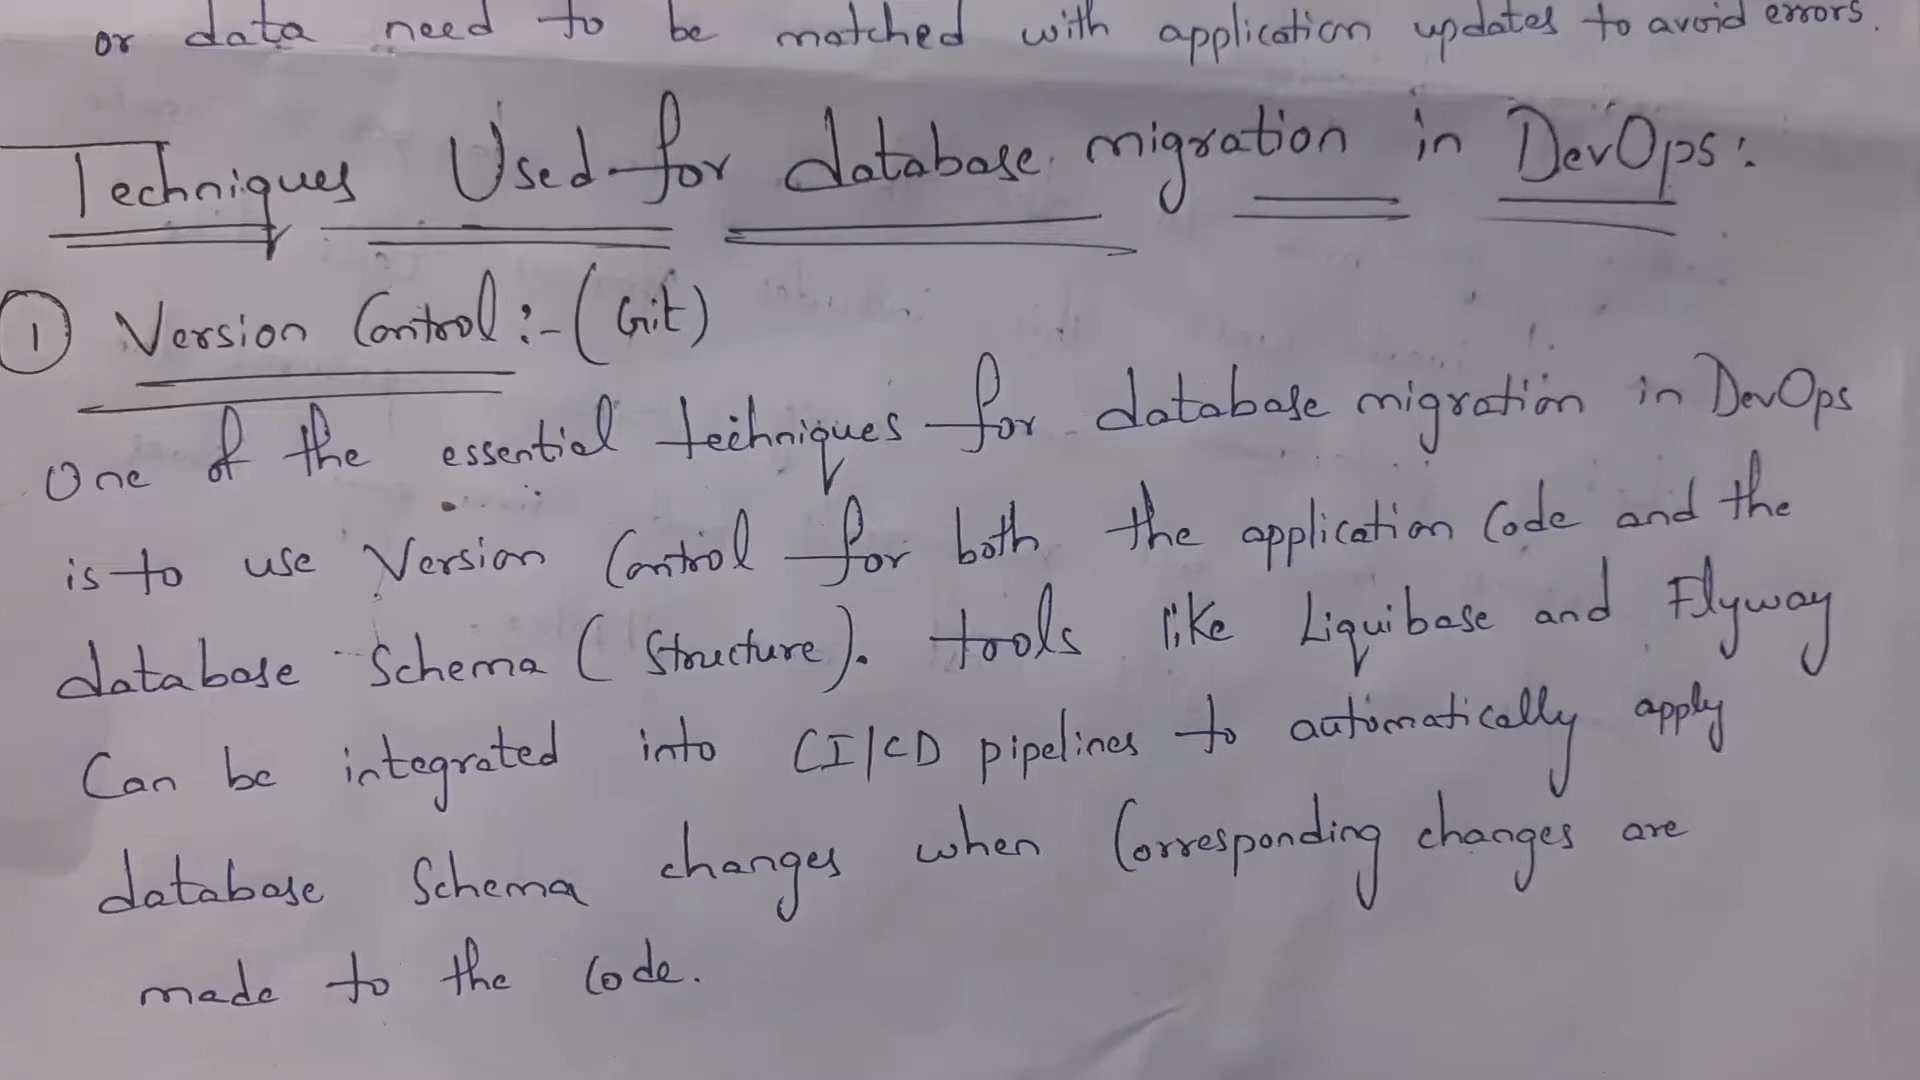 or data need to be matched with application updates to avoid errors.
Techniques Used for database migration in DevOps:
① Version Control:- (Git)
One of the essential techniques for database migration in DevOps
is to use Version Control for both the application Code and the
database Schema ( Structure). tools like Liquibase and Flyway
Can be integrated into CI/CD pipelines to automatically apply
database Schema changes when Corresponding changes are
made to the Code.